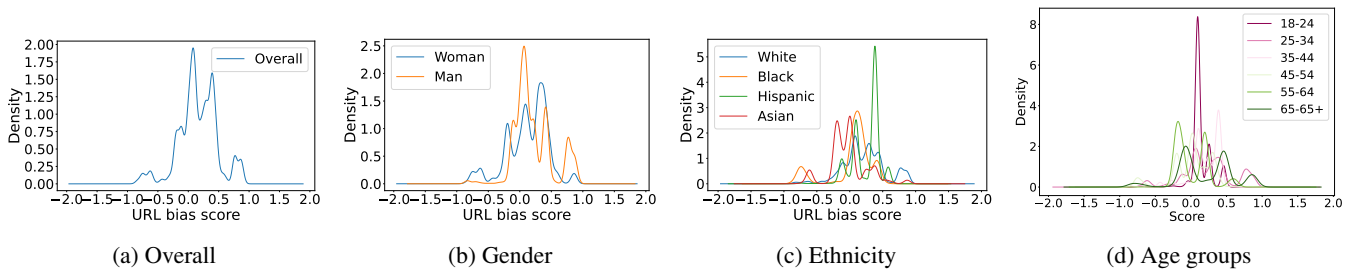 2.00
1.75
1.50
1.25
1.00
0.75
0.50
0.25
0.00
Density
Overall
−2.0 −1.5 −1.0 −0.5 0.0 0.5 1.0 1.5 2.0
URL bias score
(a) Overall
2.5
2.0
1.5
1.0
0.5
0.0
Density
Woman
Man
−2.0 −1.5 −1.0 −0.5 0.0 0.5 1.0 1.5 2.0
URL bias score
(b) Gender
5
4
3
2
1
0
Density
White
Black
Hispanic
Asian
−2.0 −1.5 −1.0 −0.5 0.0 0.5 1.0 1.5 2.0
URL bias score
(c) Ethnicity
8
6
4
2
0
Density
18-24
25-34
35-44
45-54
55-64
65-65+
−2.0 −1.5 −1.0 −0.5 0.0 0.5 1.0 1.5 2.0
Score
(d) Age groups